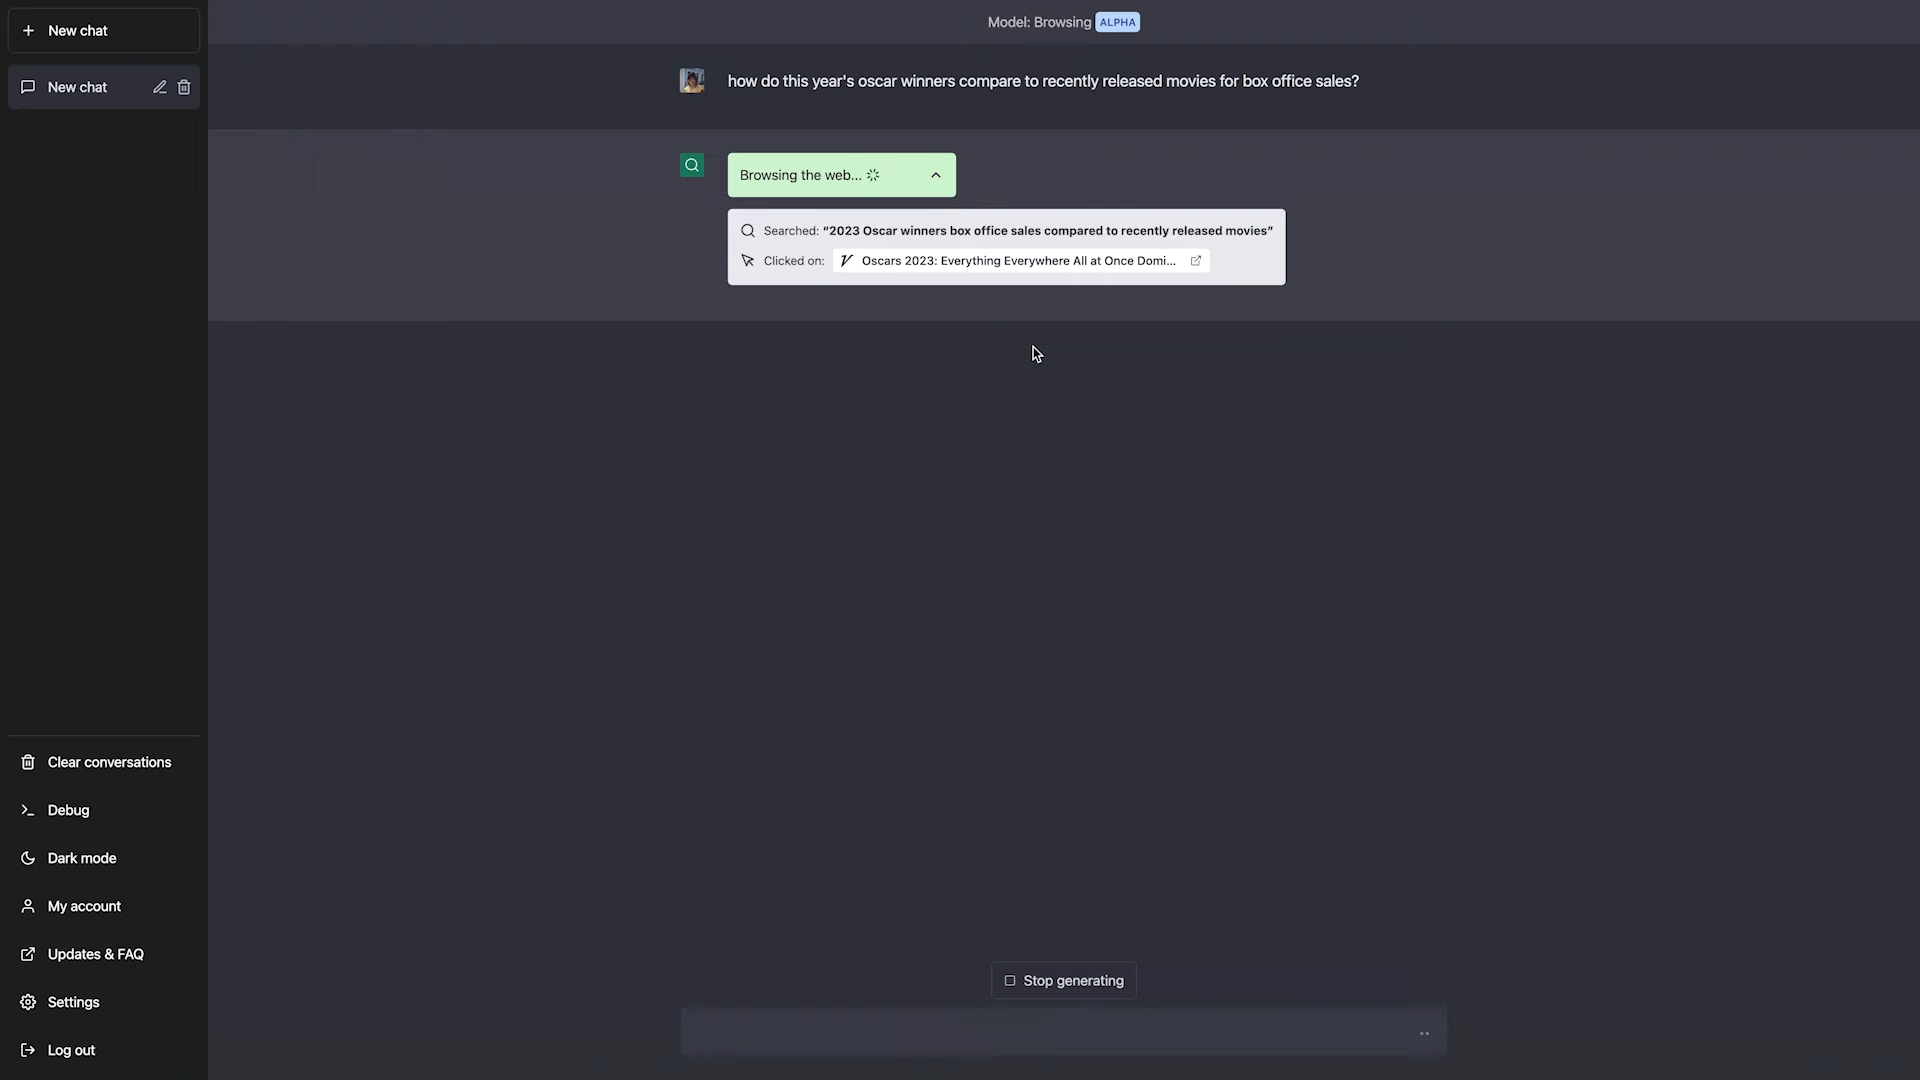 New chat
New chat
Model: Browsing ALPHA
how do this year's oscar winners compare to recently released movies for box office sales?
Browsing the web...
Searched: “2023 Oscar winners box office sales compared to recently released movies”
Clicked on: Oscars 2023: Everything Everywhere All at Once Domi...
Clear conversations
Debug
Dark mode
My account
Updates & FAQ
Settings
Log out
Stop generating